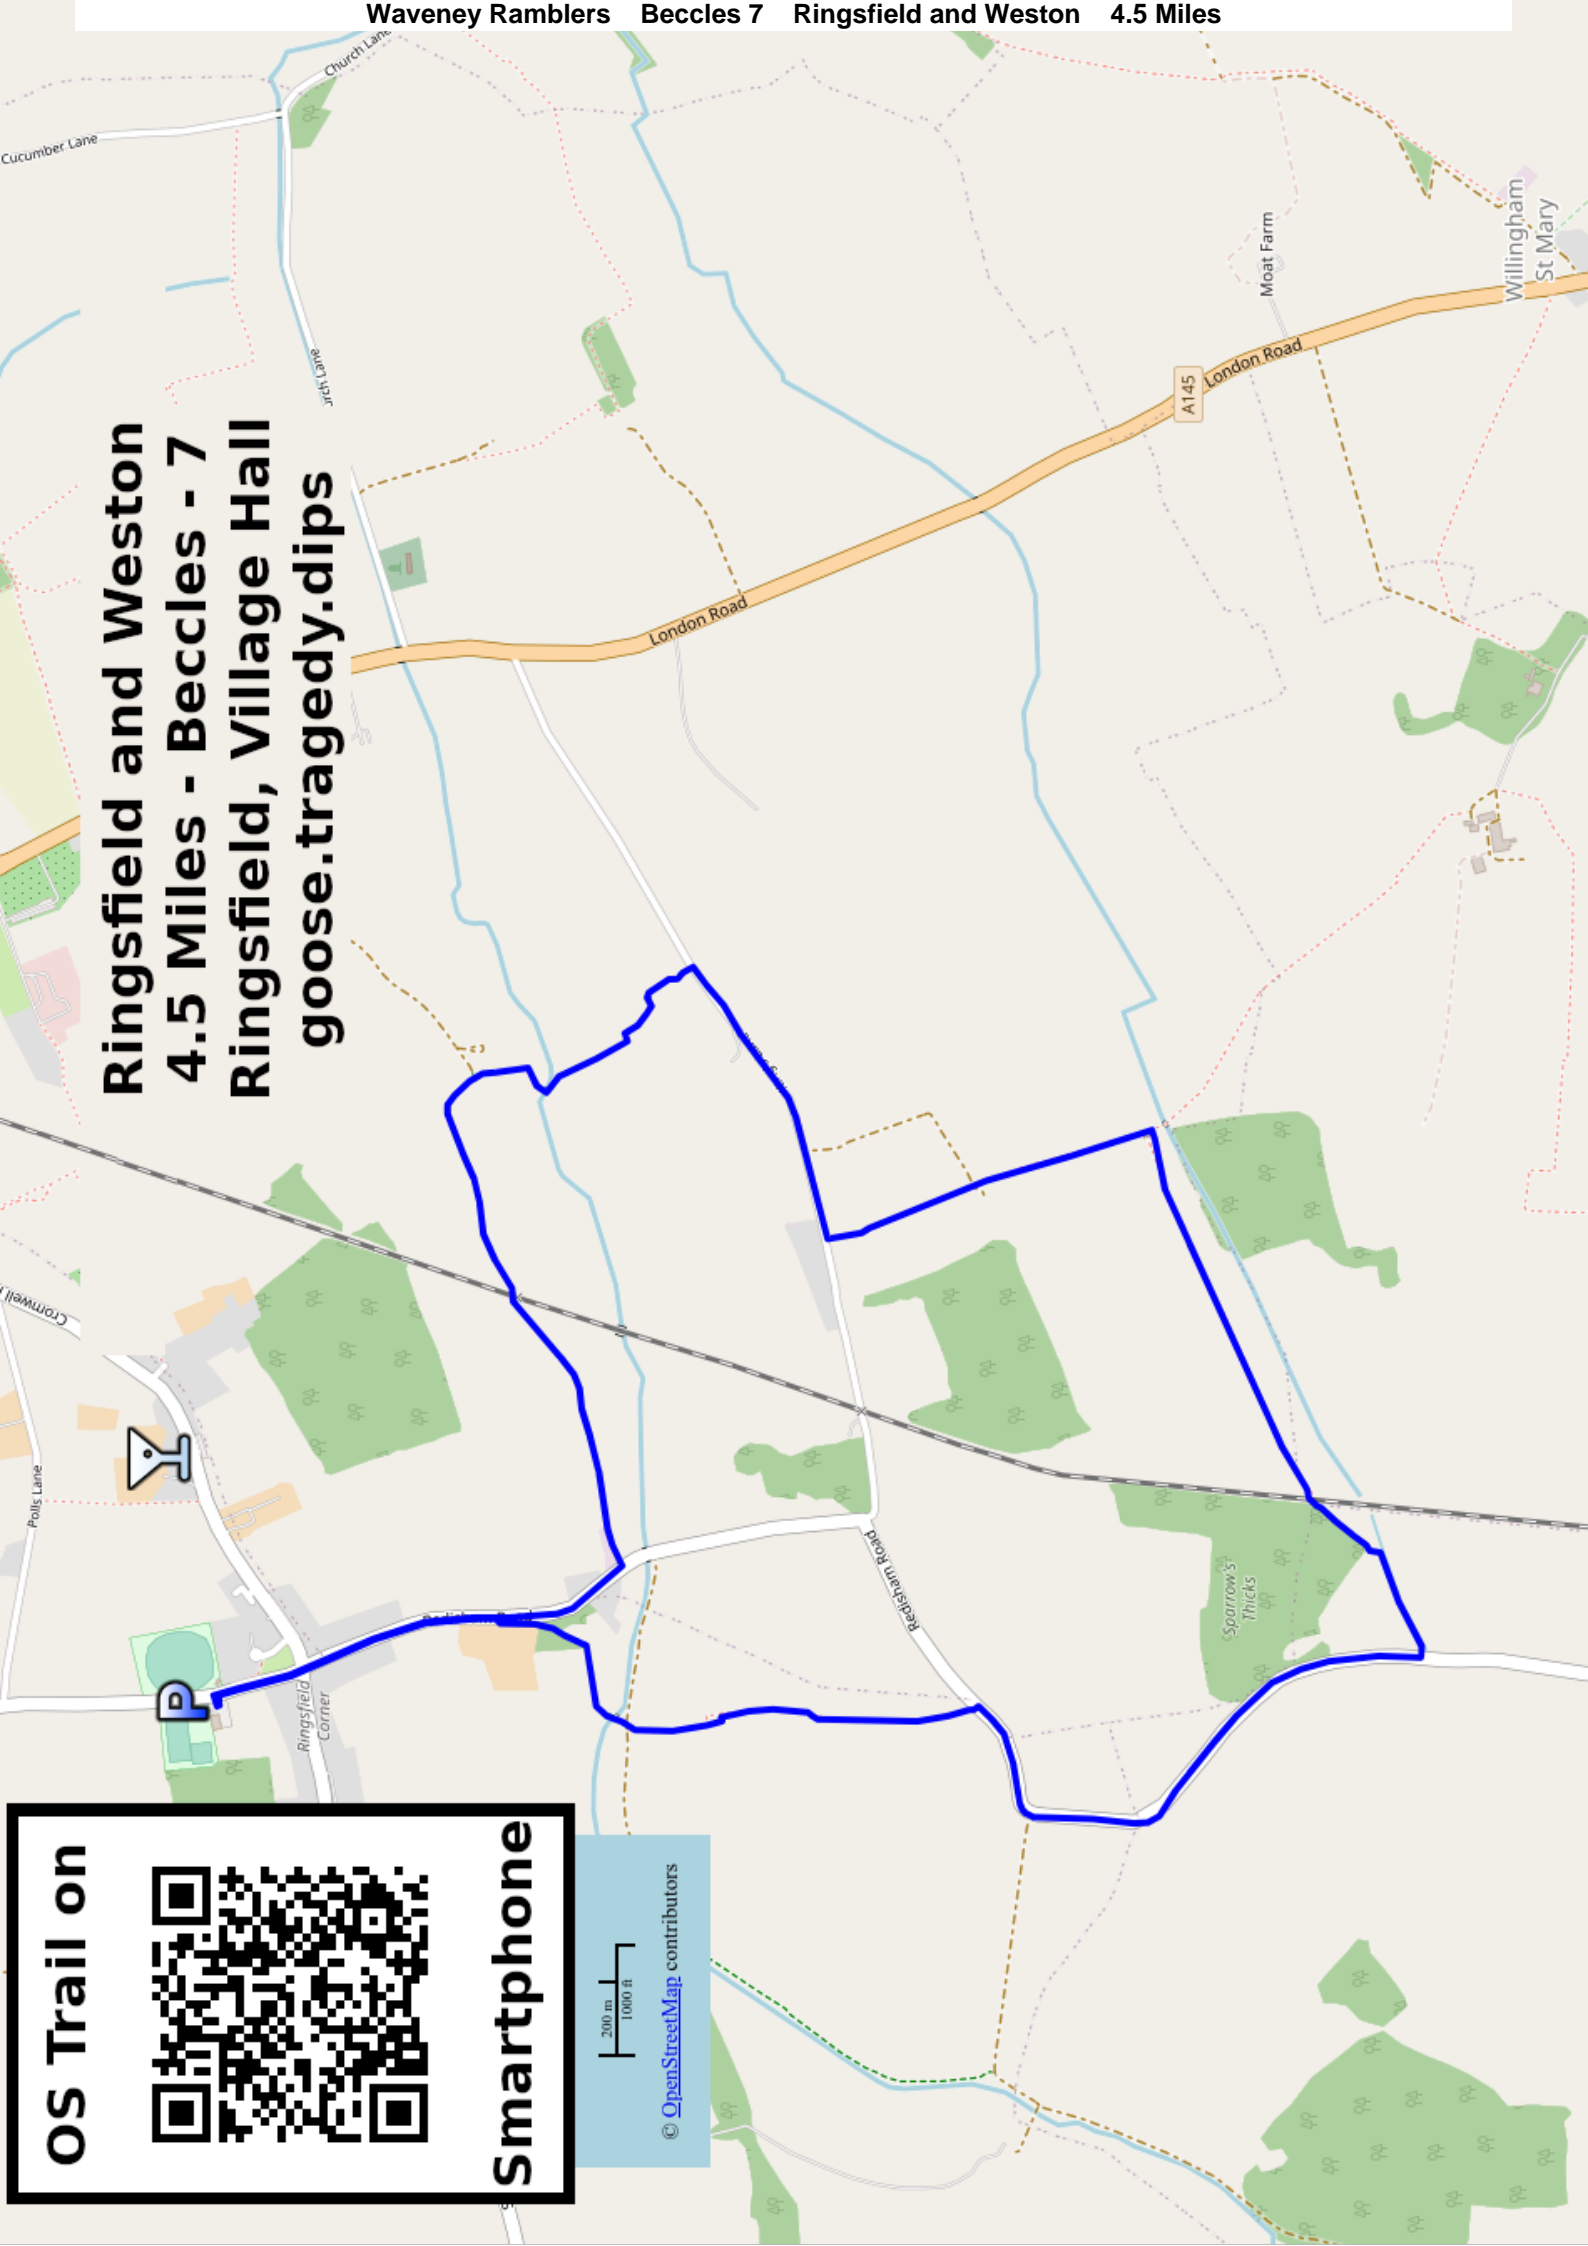 Waveney Ramblers Beccles 7 Ringsfield and Weston 4.5 Miles
Church Lane
Cucumber Lane
Willingham
St Mary
Moat Farm
urch Lane
London Road
A145
Ringsfield and Weston
4.5 Miles - Beccles - 7
Ringsfield, Village Hall
goose.tragedy.dips
London Road
Cromwell
Polls Lane
Redisham Road
Sparrow's
Thicks
P
Ringsfield
Corner
OS Trail on
Smartphone
200 m
1000 ft
© OpenStreetMap contributors